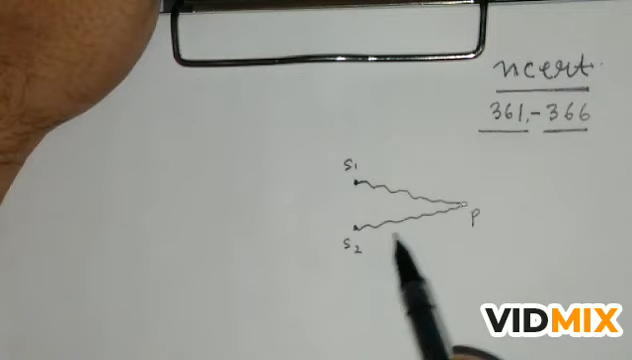 ncert.
361,-366
S1
P
S2
VIDMIX